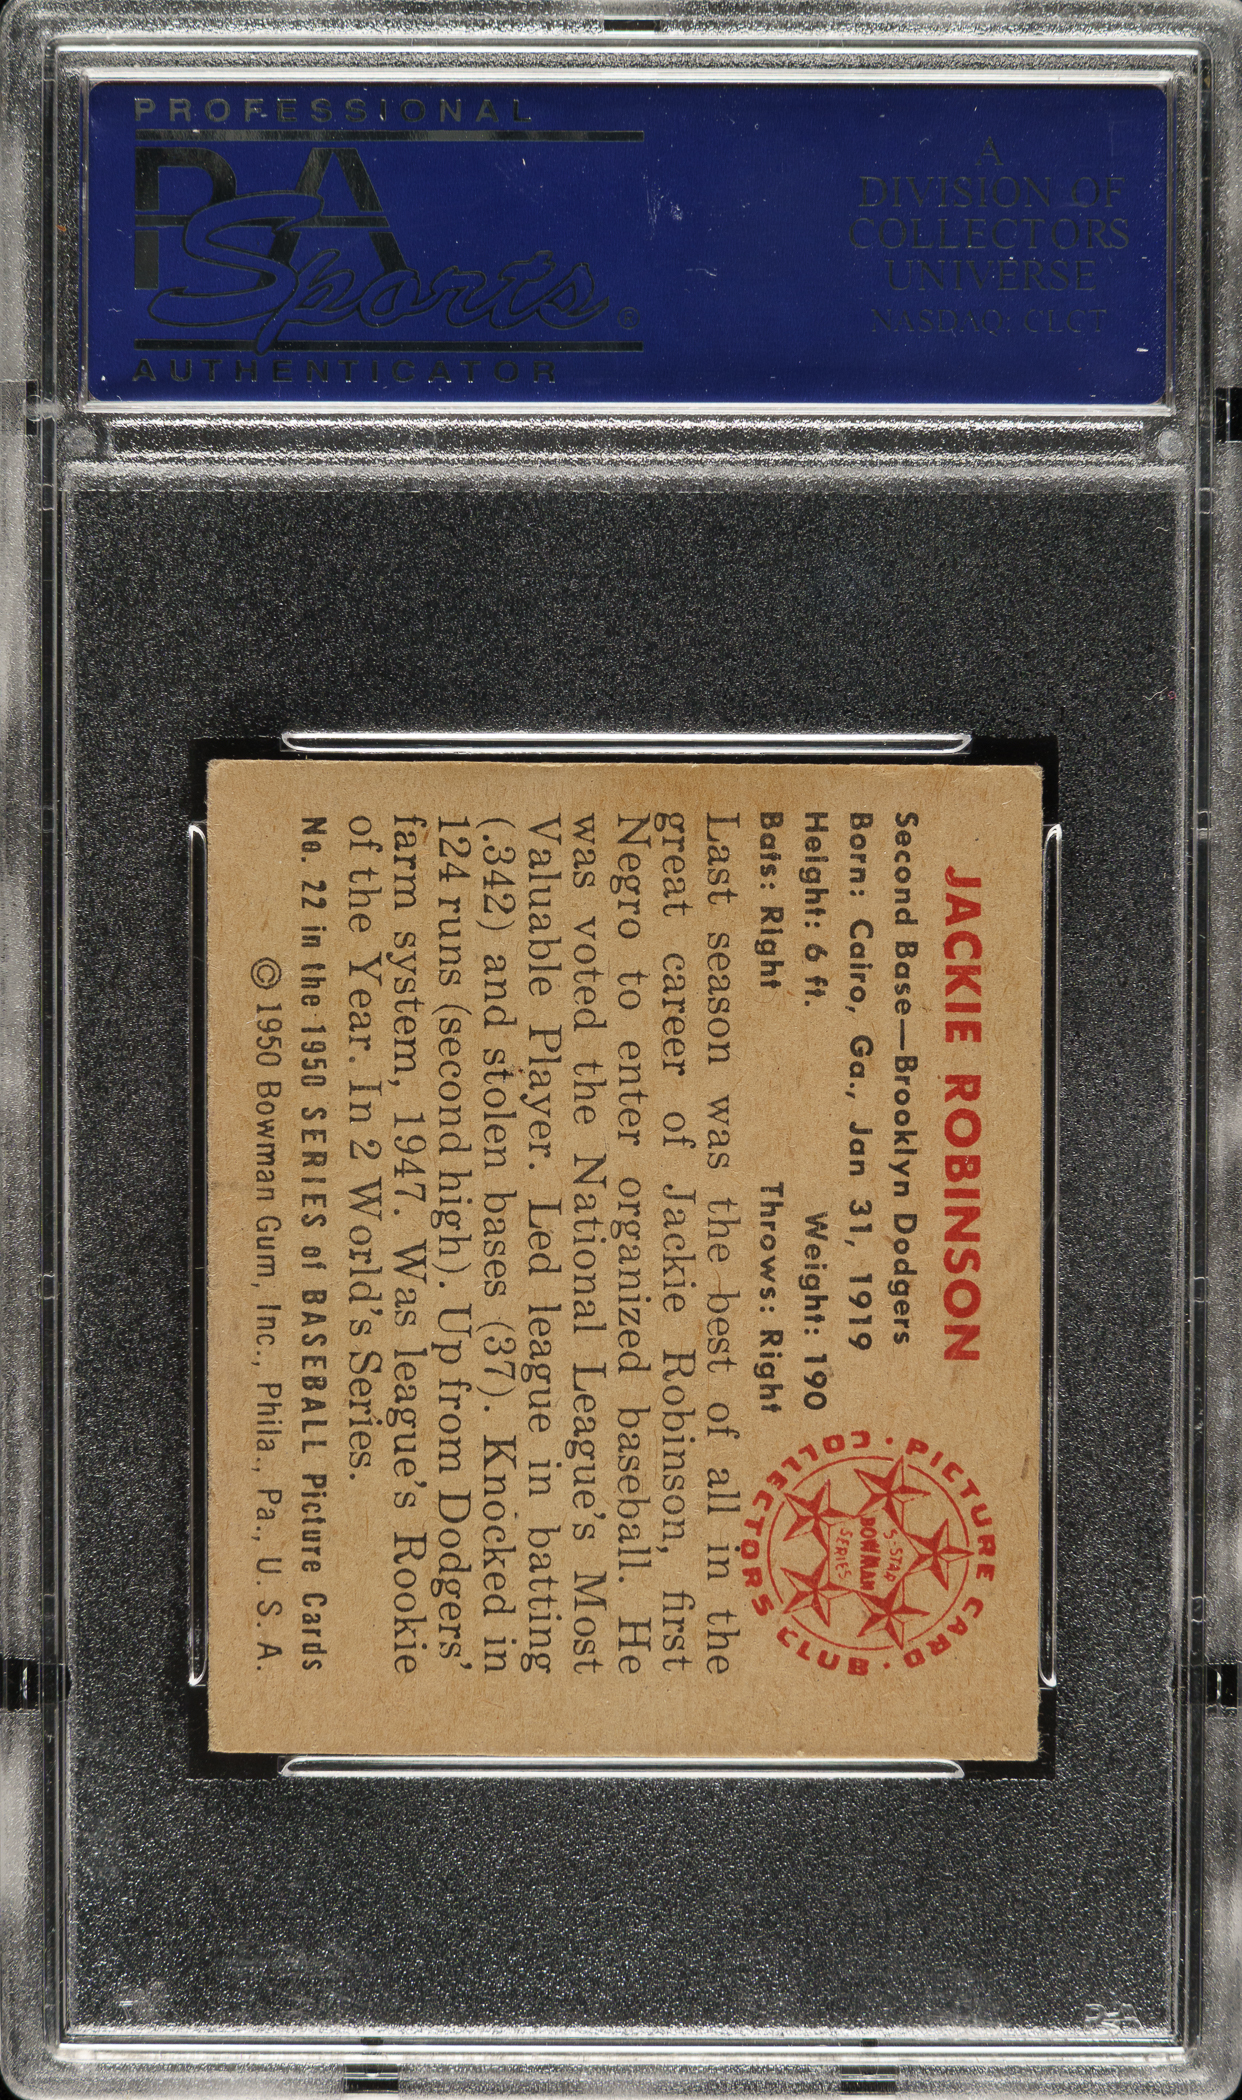 PROFESSIONAL
PSA
Sports®
AUTHENTICATOR
A
DIVISION OF
COLLECTORS
UNIVERSE
NASDAQ: CLCT
JACKIE ROBINSON
Second Base—Brooklyn Dodgers
Born: Cairo, Ga., Jan 31, 1919
Height: 6 ft. Weight: 190
Bats: Right Throws: Right
PICTURE CARD · CLUB · COLLECTORS ·
5-STAR
BOWMAN
SERIES
Last season was the best of all in the
great career of Jackie Robinson, first
Negro to enter organized baseball. He
was voted the National League's Most
Valuable Player. Led league in batting
(.342) and stolen bases (37). Knocked in
124 runs (second high). Up from Dodgers'
farm system, 1947. Was league's Rookie
of the Year. In 2 World's Series.
No. 22 in the 1950 SERIES of BASEBALL Picture Cards
© 1950 Bowman Gum, Inc., Phila., Pa., U. S. A.
PSA